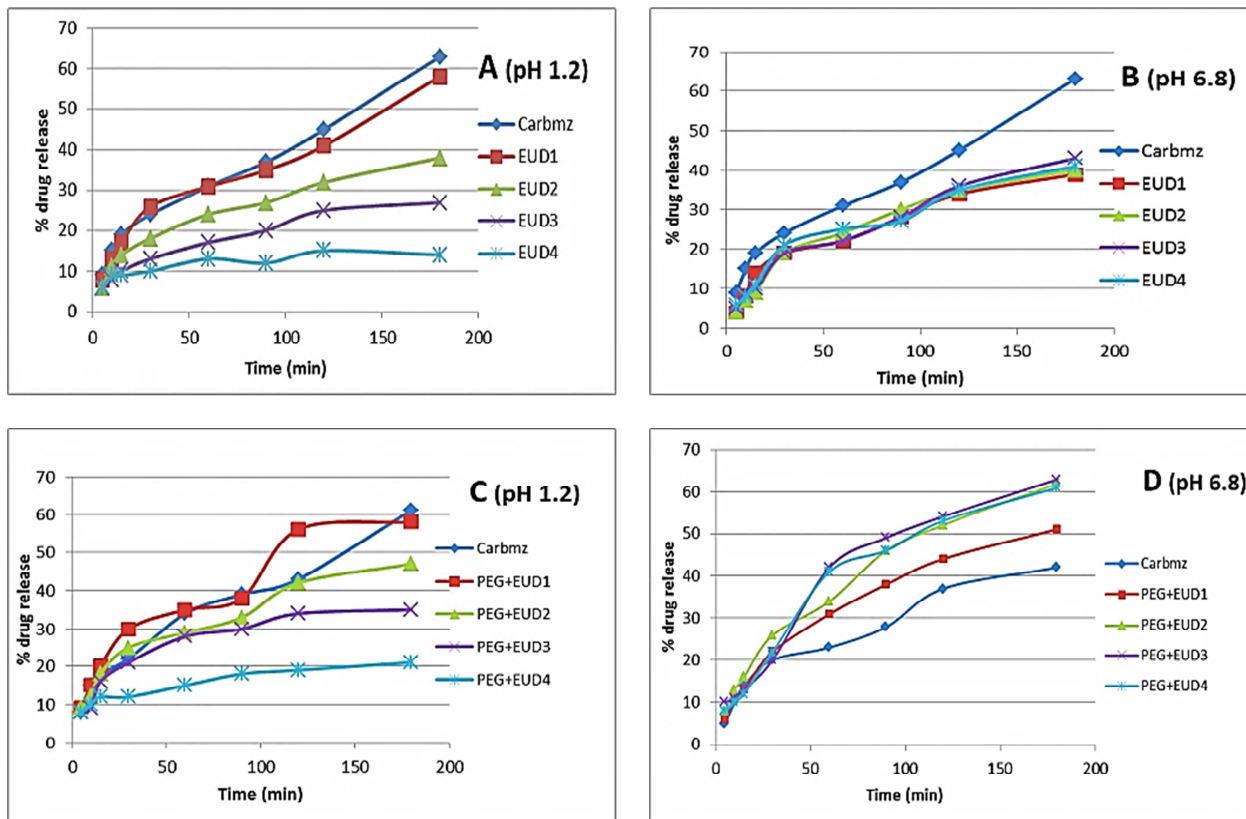 70
60
50
40
30
20
10
0
% drug release
0 50 100 150 200
Time (min)
A (pH 1.2)
Carbmz
EUD1
EUD2
EUD3
EUD4
70
60
50
40
30
20
10
0
% drug release
0 50 100 150 200
Time (min)
B (pH 6.8)
Carbmz
EUD1
EUD2
EUD3
EUD4
70
60
50
40
30
20
10
0
% drug release
0 50 100 150 200
Time (min)
C (pH 1.2)
Carbmz
PEG+EUD1
PEG+EUD2
PEG+EUD3
PEG+EUD4
70
60
50
40
30
20
10
0
% drug release
0 50 100 150 200
Time (min)
D (pH 6.8)
Carbmz
PEG+EUD1
PEG+EUD2
PEG+EUD3
PEG+EUD4